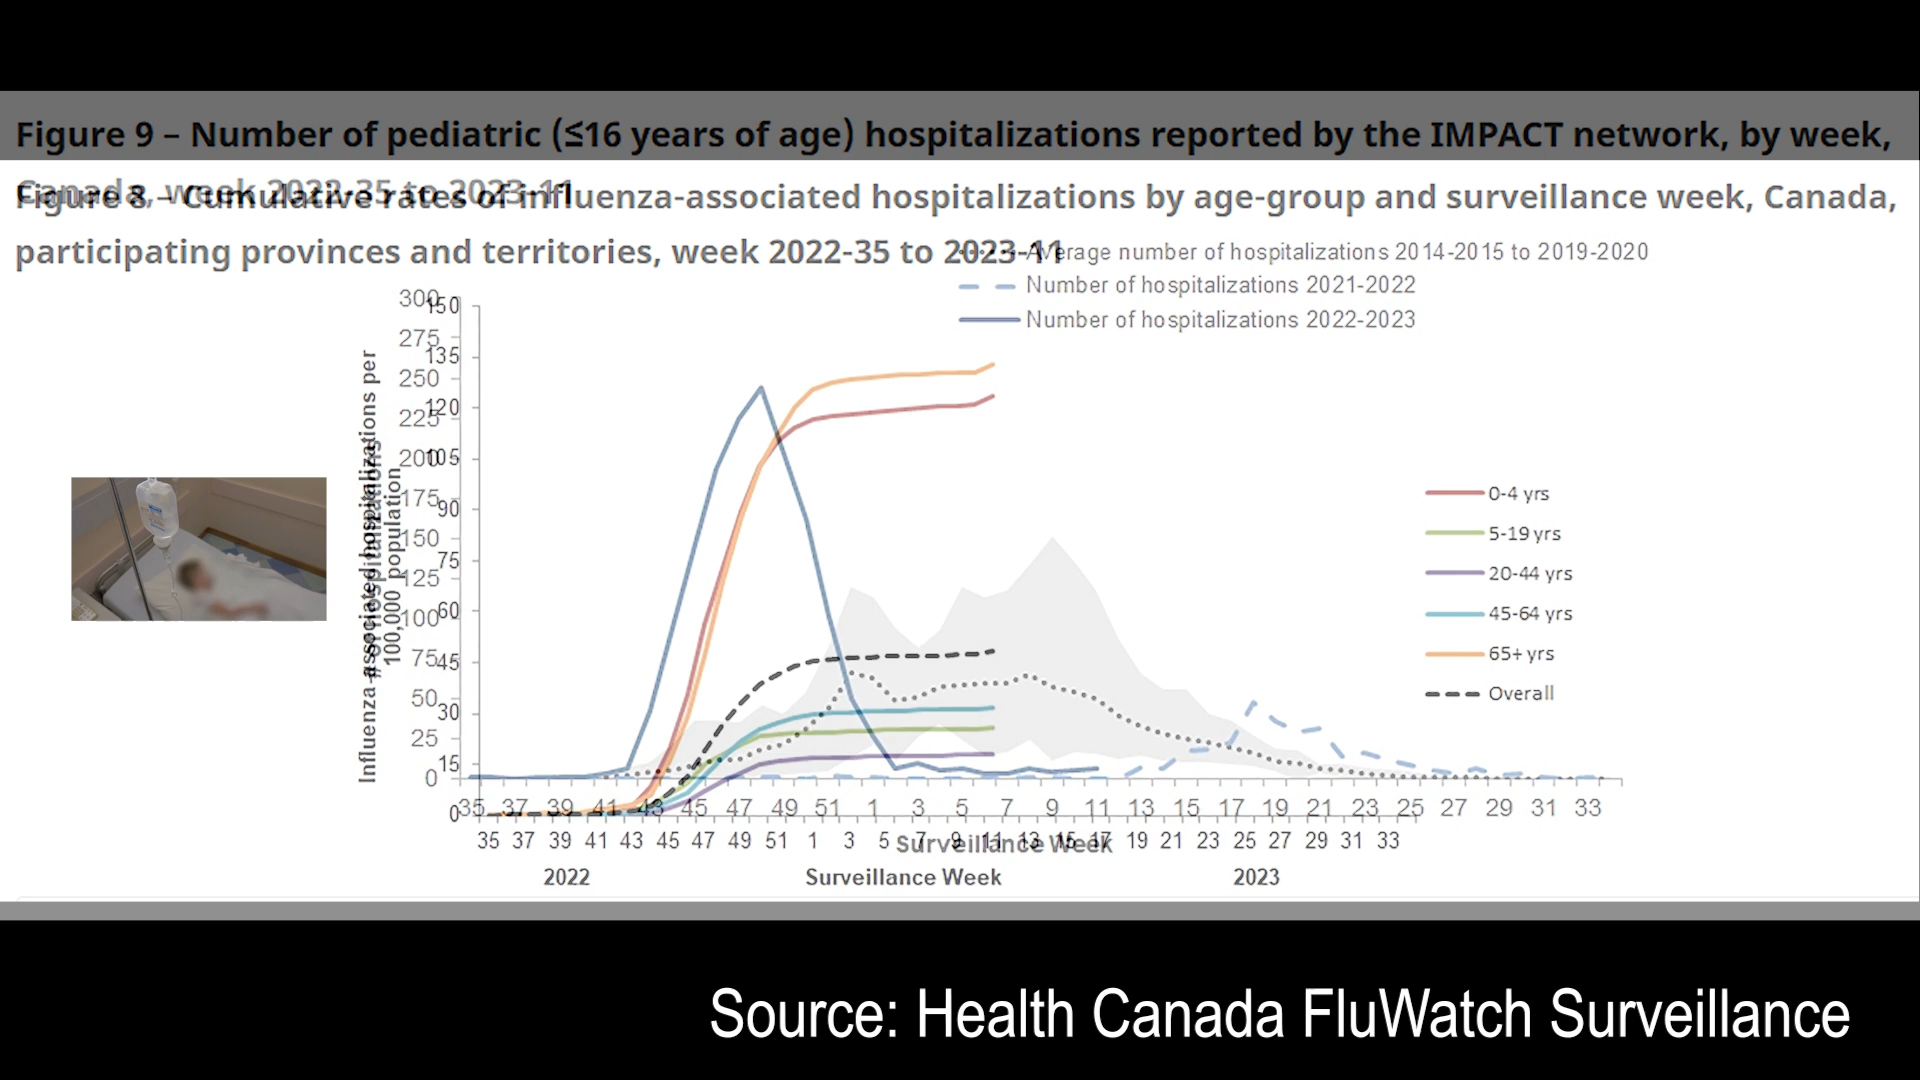 Figure 9 – Number of pediatric (≤16 years of age) hospitalizations reported by the IMPACT network, by week,
Canada, week 2022-35 to 2023-11
Figure 8 – Cumulative rates of influenza-associated hospitalizations by age-group and surveillance week, Canada,
participating provinces and territories, week 2022-35 to 2023-11
Average number of hospitalizations 2014-2015 to 2019-2020
Number of hospitalizations 2021-2022
Number of hospitalizations 2022-2023
300
275
250
225
200
175
150
125
100
75
50
25
0
150
135
120
105
90
75
60
45
30
15
0
Influenza-associated hospitalizations per
100,000 population
# of hospitalizations
0-4 yrs
5-19 yrs
20-44 yrs
45-64 yrs
65+ yrs
Overall
35 37 39 41 43 45 47 49 51 1 3 5 7 9 11 13 15 17 19 21 23 25 27 29 31 33
Surveillance Week
35 37 39 41 43 45 47 49 51 1 3 5 7 9 11 13 15 17 19 21 23 25 27 29 31 33
2022 Surveillance Week 2023
Source: Health Canada FluWatch Surveillance